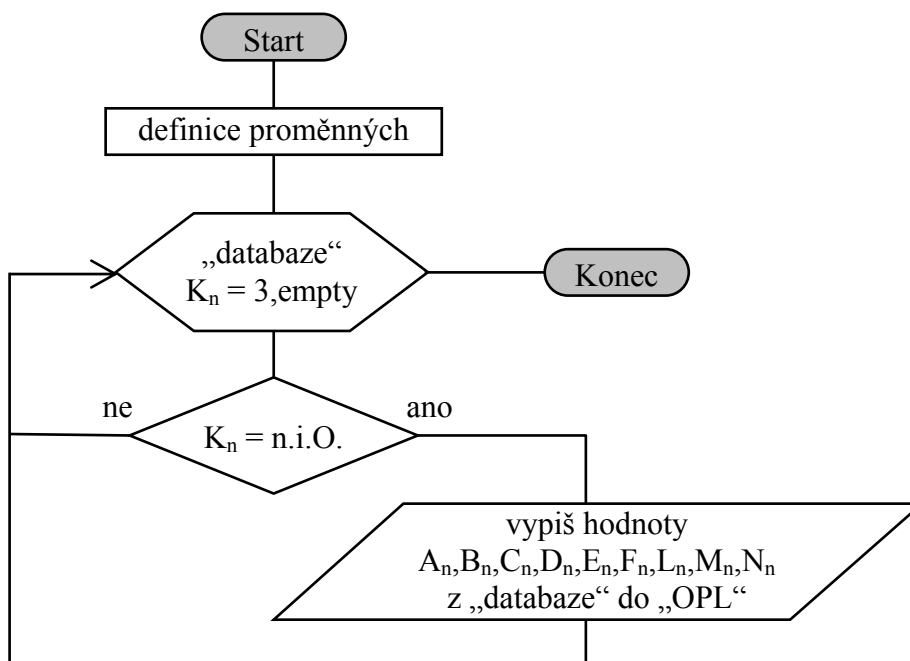 Start
definice proměnných
„databaze“
Kₙ = 3,empty
Konec
ne
ano
Kₙ = n.i.O.
vypiš hodnoty
Aₙ,Bₙ,Cₙ,Dₙ,Eₙ,Fₙ,Lₙ,Mₙ,Nₙ
z „databaze“ do „OPL“